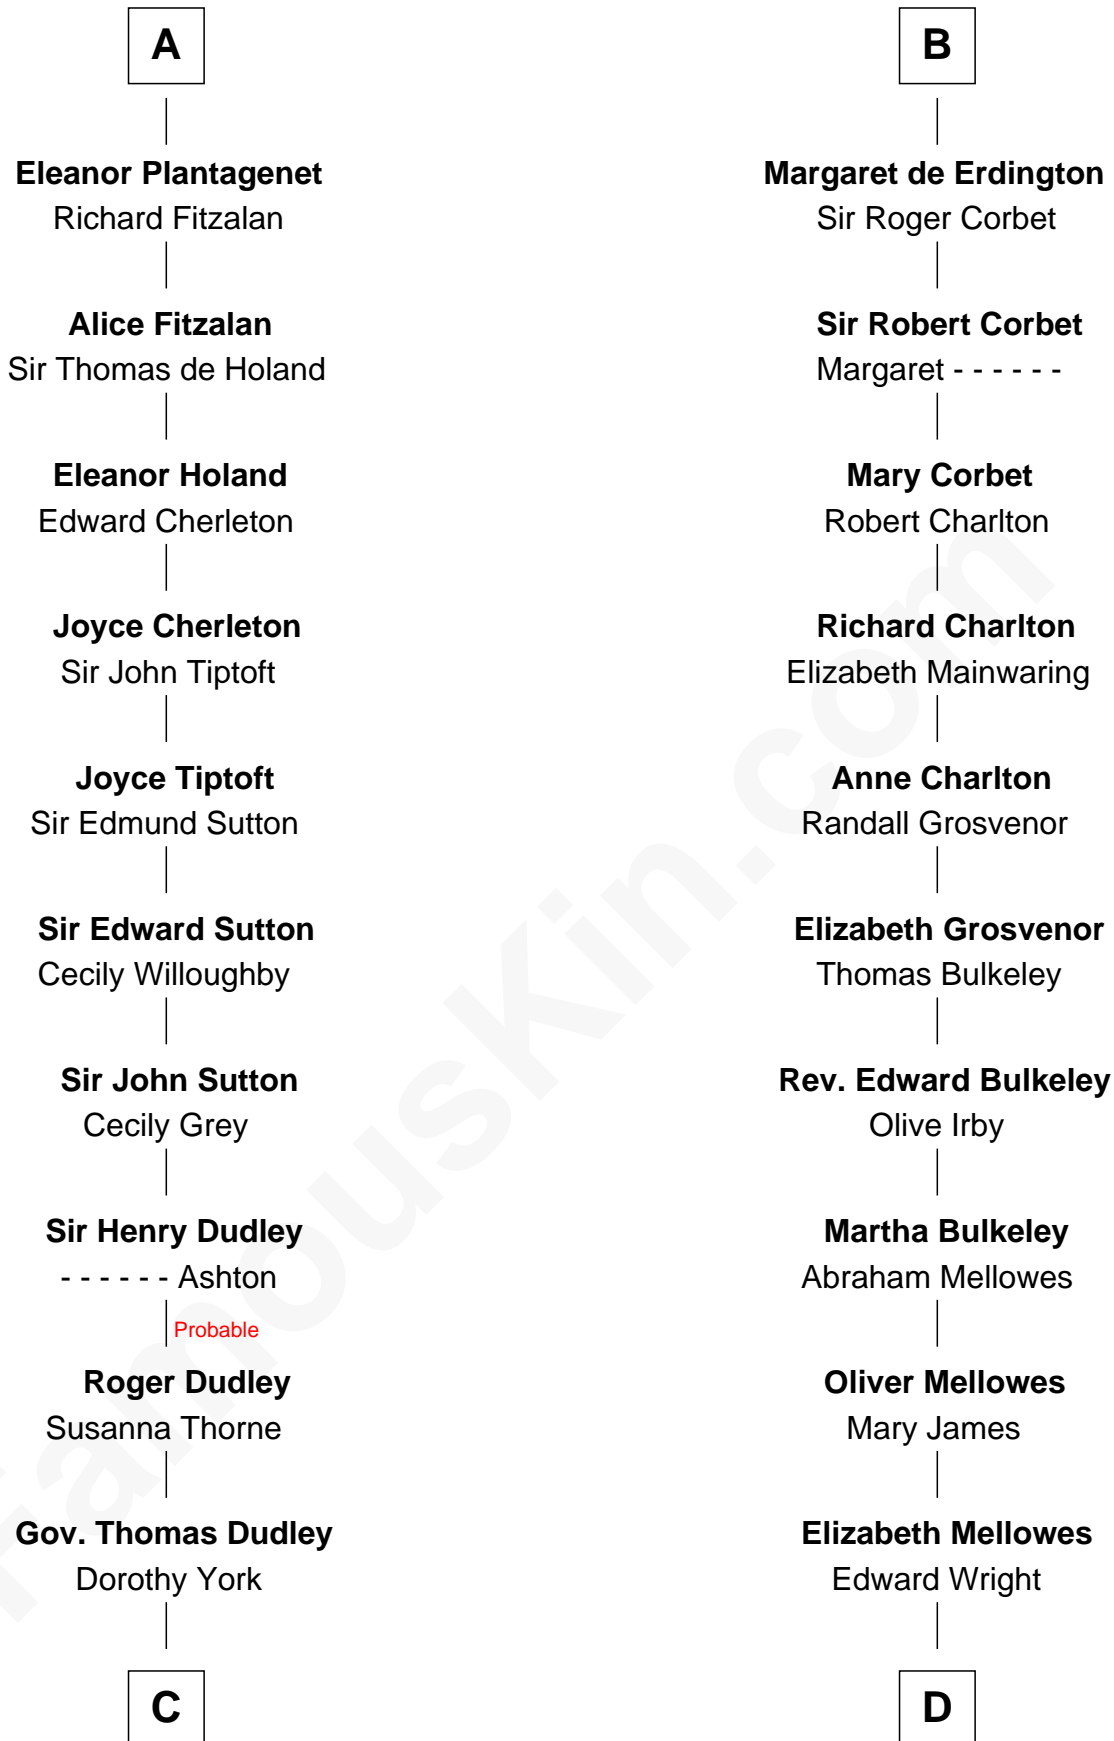 A
Eleanor Plantagenet
Richard Fitzalan
Alice Fitzalan
Sir Thomas de Holand
Eleanor Holand
Edward Cherleton
Joyce Cherleton
Sir John Tiptoft
Joyce Tiptoft
Sir Edmund Sutton
Sir Edward Sutton
Cecily Willoughby
Sir John Sutton
Cecily Grey
Sir Henry Dudley
- - - - - - Ashton
Probable
Roger Dudley
Susanna Thorne
Gov. Thomas Dudley
Dorothy York
C
B
Margaret de Erdington
Sir Roger Corbet
Sir Robert Corbet
Margaret - - - - - -
Mary Corbet
Robert Charlton
Richard Charlton
Elizabeth Mainwaring
Anne Charlton
Randall Grosvenor
Elizabeth Grosvenor
Thomas Bulkeley
Rev. Edward Bulkeley
Olive Irby
Martha Bulkeley
Abraham Mellowes
Oliver Mellowes
Mary James
Elizabeth Mellowes
Edward Wright
D
FamousKin.com